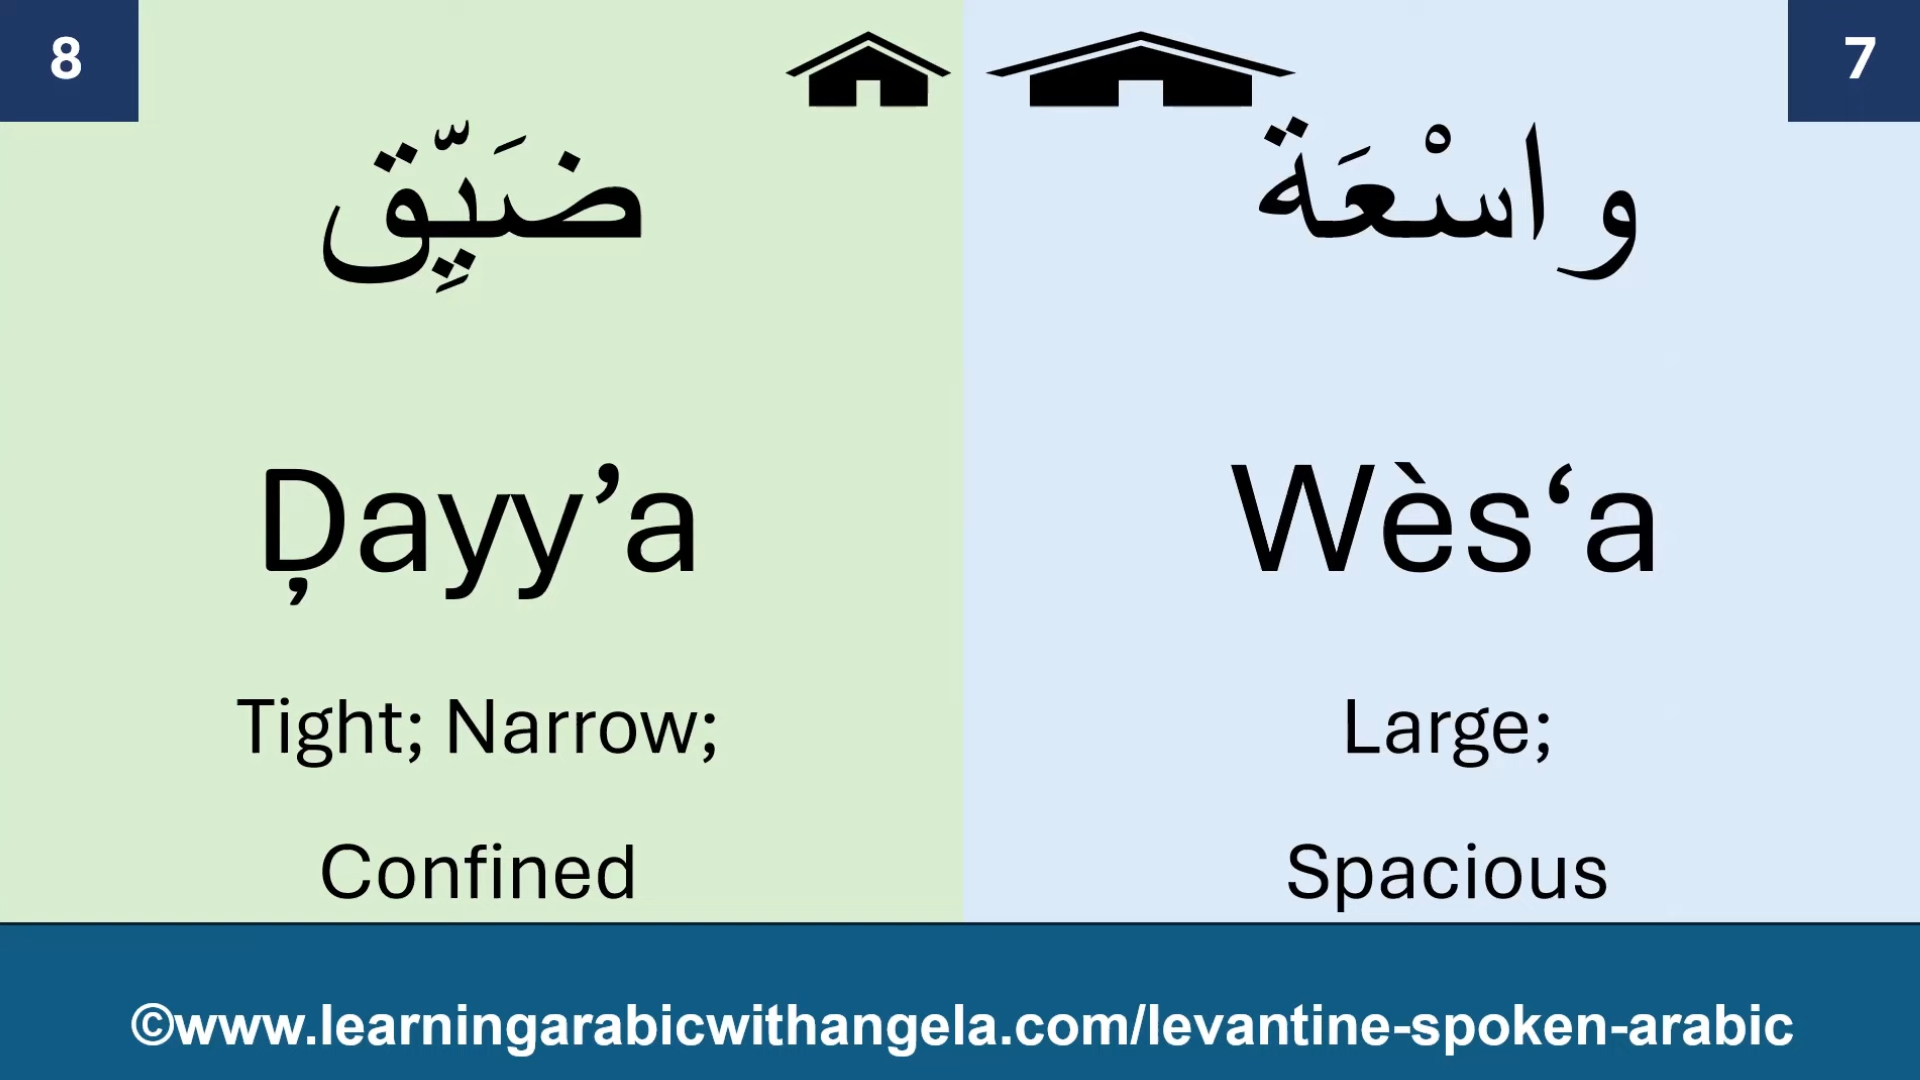 8
ضَيِّق
Ḍayy’a
Tight; Narrow;
Confined
7
واسْعَة
Wès‘a
Large;
Spacious
©www.learningarabicwithangela.com/levantine-spoken-arabic